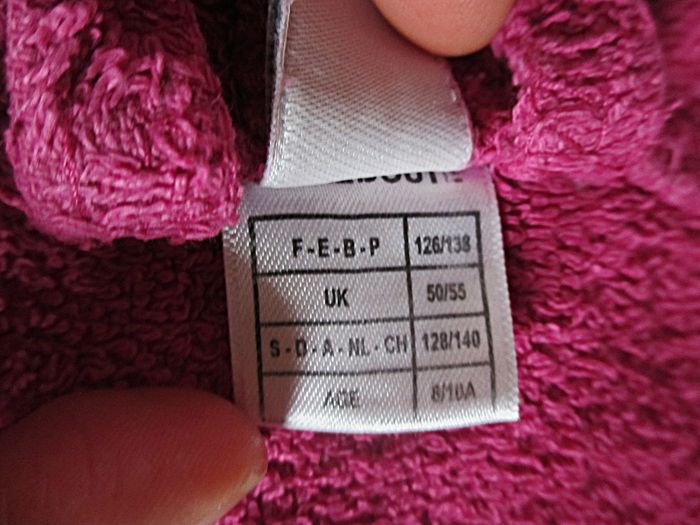 F-E-B-P 126/138
UK 50/55
S-D-A-NL-CH 128/140
AGE 8/10A